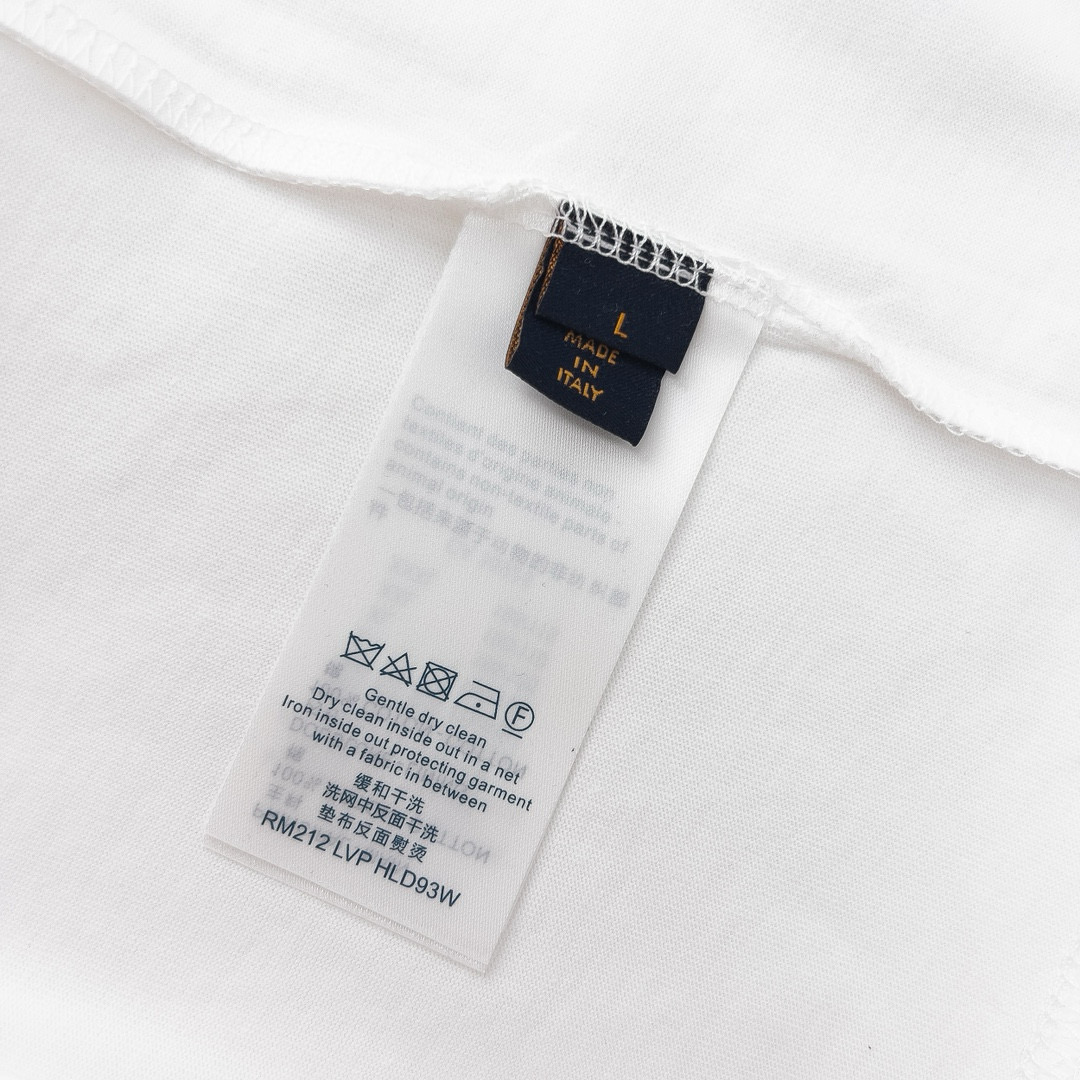 L
MADE
IN
ITALY
Contient des parties non
textiles d'origine animale -
contains non-textile parts of
animal origin
F
Gentle dry clean
Dry clean inside out in a net
Iron inside out protecting garment
with a fabric in between
缓和干洗
洗网中反面干洗
垫布反面熨烫
RM212 LVP HLD93W